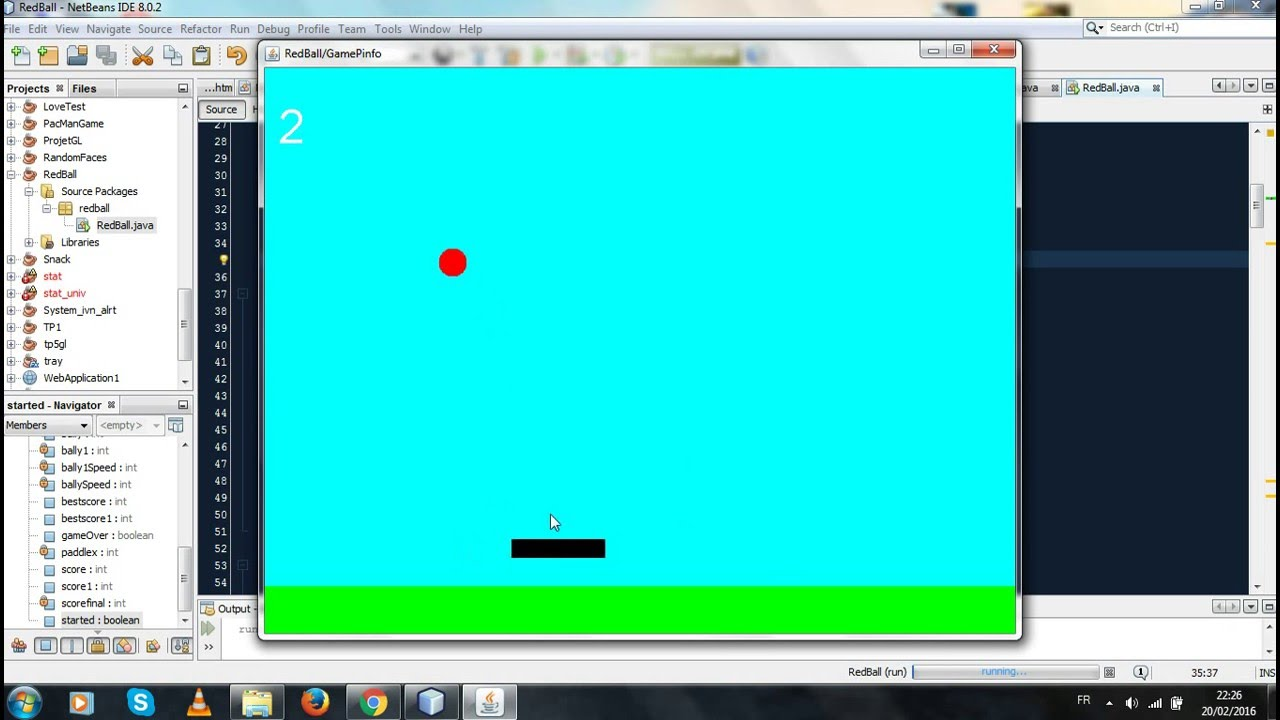 RedBall - NetBeans IDE 8.0.2
File Edit View Navigate Source Refactor Run Debug Profile Team Tools Window Help
Search (Ctrl+I)
RedBall/GamePinfo
Projects Files
...htm
ava RedBall.java
Source
LoveTest
PacManGame
ProjetGL
RandomFaces
RedBall
Source Packages
redball
RedBall.java
Libraries
Snack
stat
stat_univ
System_ivn_alrt
TP1
tp5gl
tray
WebApplication1
27
28
29
30
31
32
33
34
36
37
38
39
40
41
42
43
44
45
46
47
48
49
50
51
52
53
54
2
started - Navigator
Members <empty>
bally1 : int
bally1Speed : int
ballySpeed : int
bestscore : int
bestscore1 : int
gameOver : boolean
paddlex : int
score : int
score1 : int
scorefinal : int
started : boolean
Output -
run
RedBall (run) running... 1 35:37 INS
FR 22:26
20/02/2016